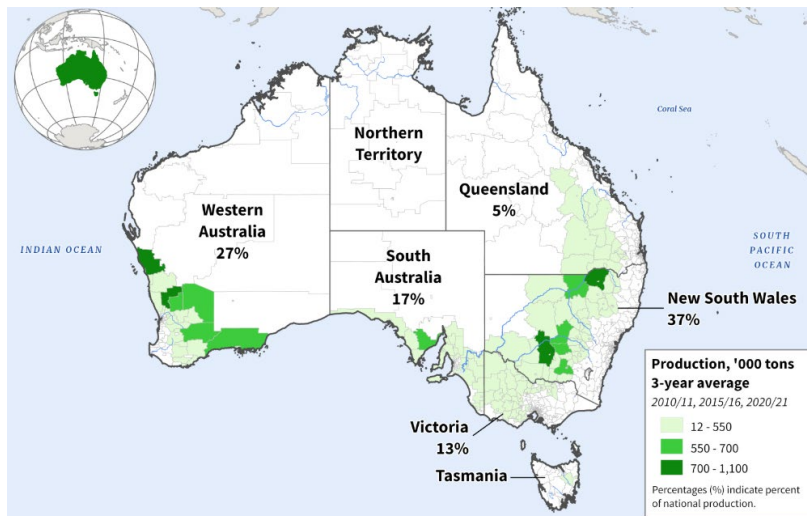 Northern
Territory
Coral Sea
Queensland
5%
Western
Australia
27%
INDIAN OCEAN
South
Australia
17%
SOUTH
PACIFIC
OCEAN
New South Wales
37%
Victoria
13%
Tasmania
Production, '000 tons
3-year average
2010/11, 2015/16, 2020/21
12 - 550
550 - 700
700 - 1,100
Percentages (%) indicate percent
of national production.